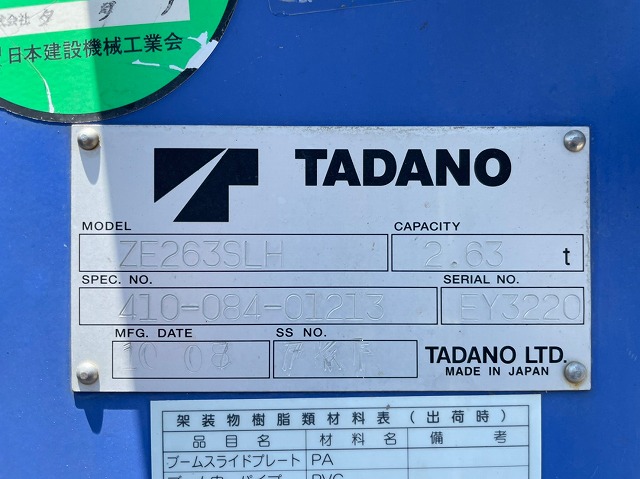 日本建設機械工業会
TADANO
MODEL
ZE263SLH
CAPACITY
2.63 t
SPEC. NO.
410-084-01213
SERIAL NO.
EY3220
MFG. DATE
10 08
SS NO.
TADANO LTD.
MADE IN JAPAN
架装物樹脂類材料表(出荷時)
品目名 材料名 備考
ブームスライドプレート PA